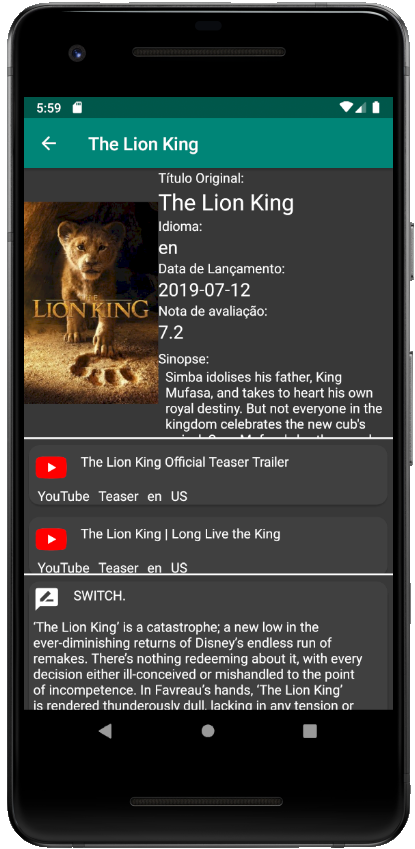 5:59
The Lion King
Título Original:
The Lion King
Idioma:
en
Data de Lançamento:
2019-07-12
Nota de avaliação:
7.2
Sinopse:
Simba idolises his father, King
Mufasa, and takes to heart his own
royal destiny. But not everyone in the
kingdom celebrates the new cub's
THE
LION KING
The Lion King Official Teaser Trailer
YouTube Teaser en US
The Lion King | Long Live the King
YouTube Teaser en US
SWITCH.
‘The Lion King’ is a catastrophe; a new low in the
ever-diminishing returns of Disney’s endless run of
remakes. There’s nothing redeeming about it, with every
decision either ill-conceived or mishandled to the point
of incompetence. In Favreau’s hands, ‘The Lion King’
is rendered thunderously dull, lacking in any tension or